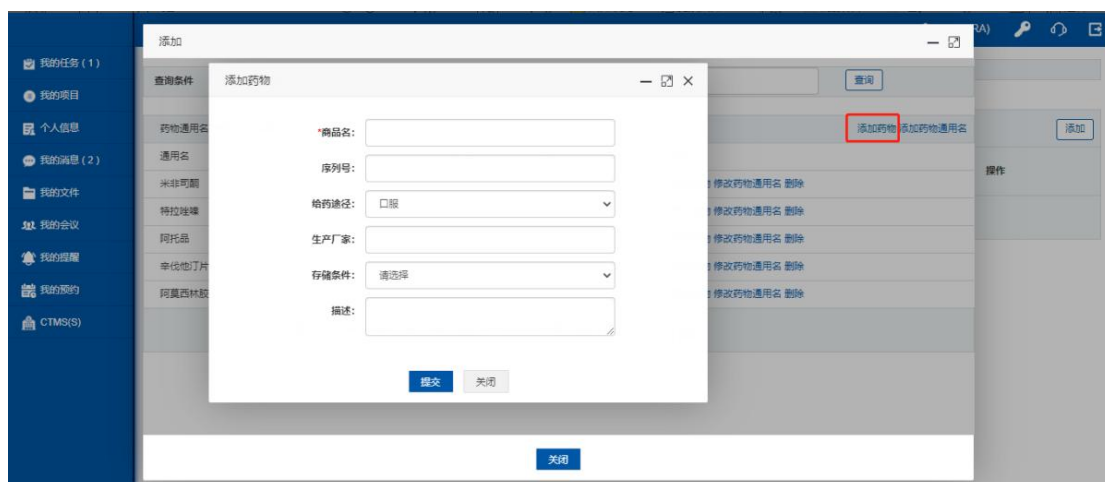 添加
RA)
我的任务 ( 1 )
我的项目
个人信息
我的消息 ( 2 )
我的文件
我的会议
我的提醒
我的预约
CTMS(S)
查询条件
查询
添加药物
药物通用名
添加药物 添加药物通用名
添加
通用名
操作
米非司酮
修改药物通用名 删除
特拉唑嗪
修改药物通用名 删除
阿托品
修改药物通用名 删除
辛伐他汀片
修改药物通用名 删除
阿莫西林胶
修改药物通用名 删除
*商品名：
序列号：
给药途径：
口服
生产厂家：
存储条件：
请选择
描述：
提交
关闭
关闭